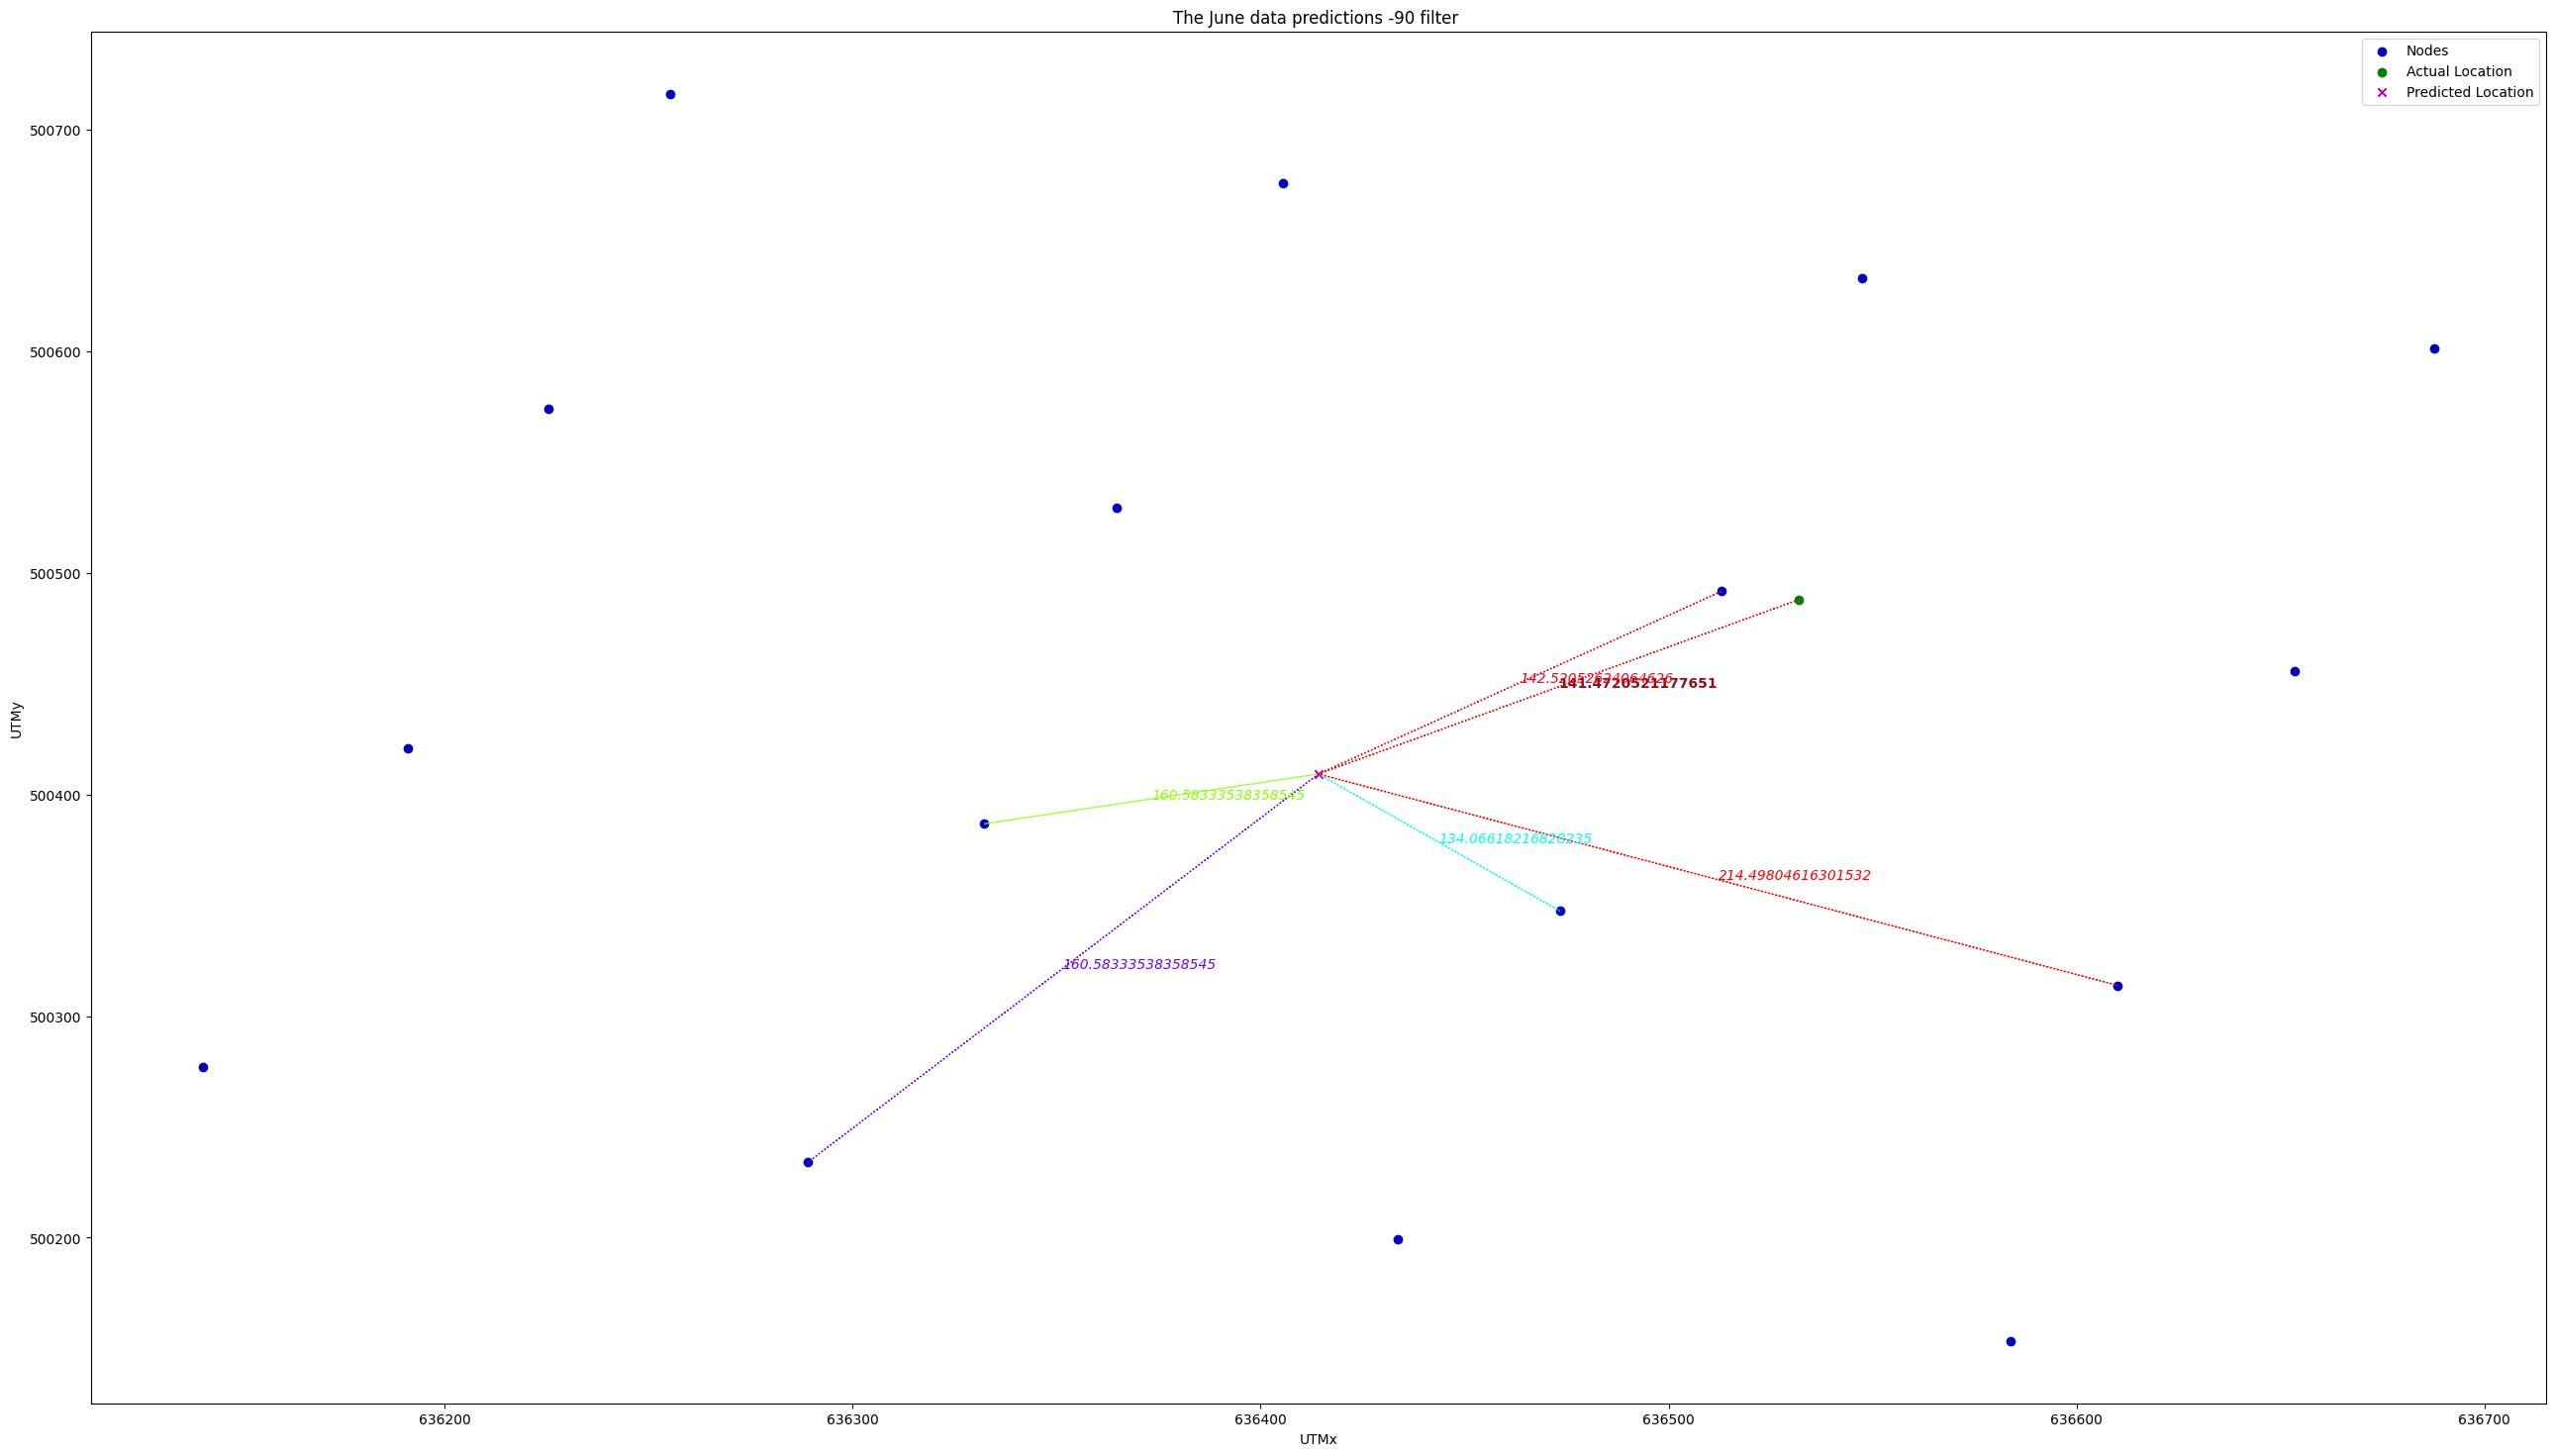 The June data predictions -90 filter
Nodes
Actual Location
Predicted Location
500700
500600
500500
500400
500300
500200
UTMy
141.4720521177651
160.58333538358545
134.06618216828235
214.49804616301532
160.58333538358545
636200
636300
636400
636500
636600
636700
UTMx